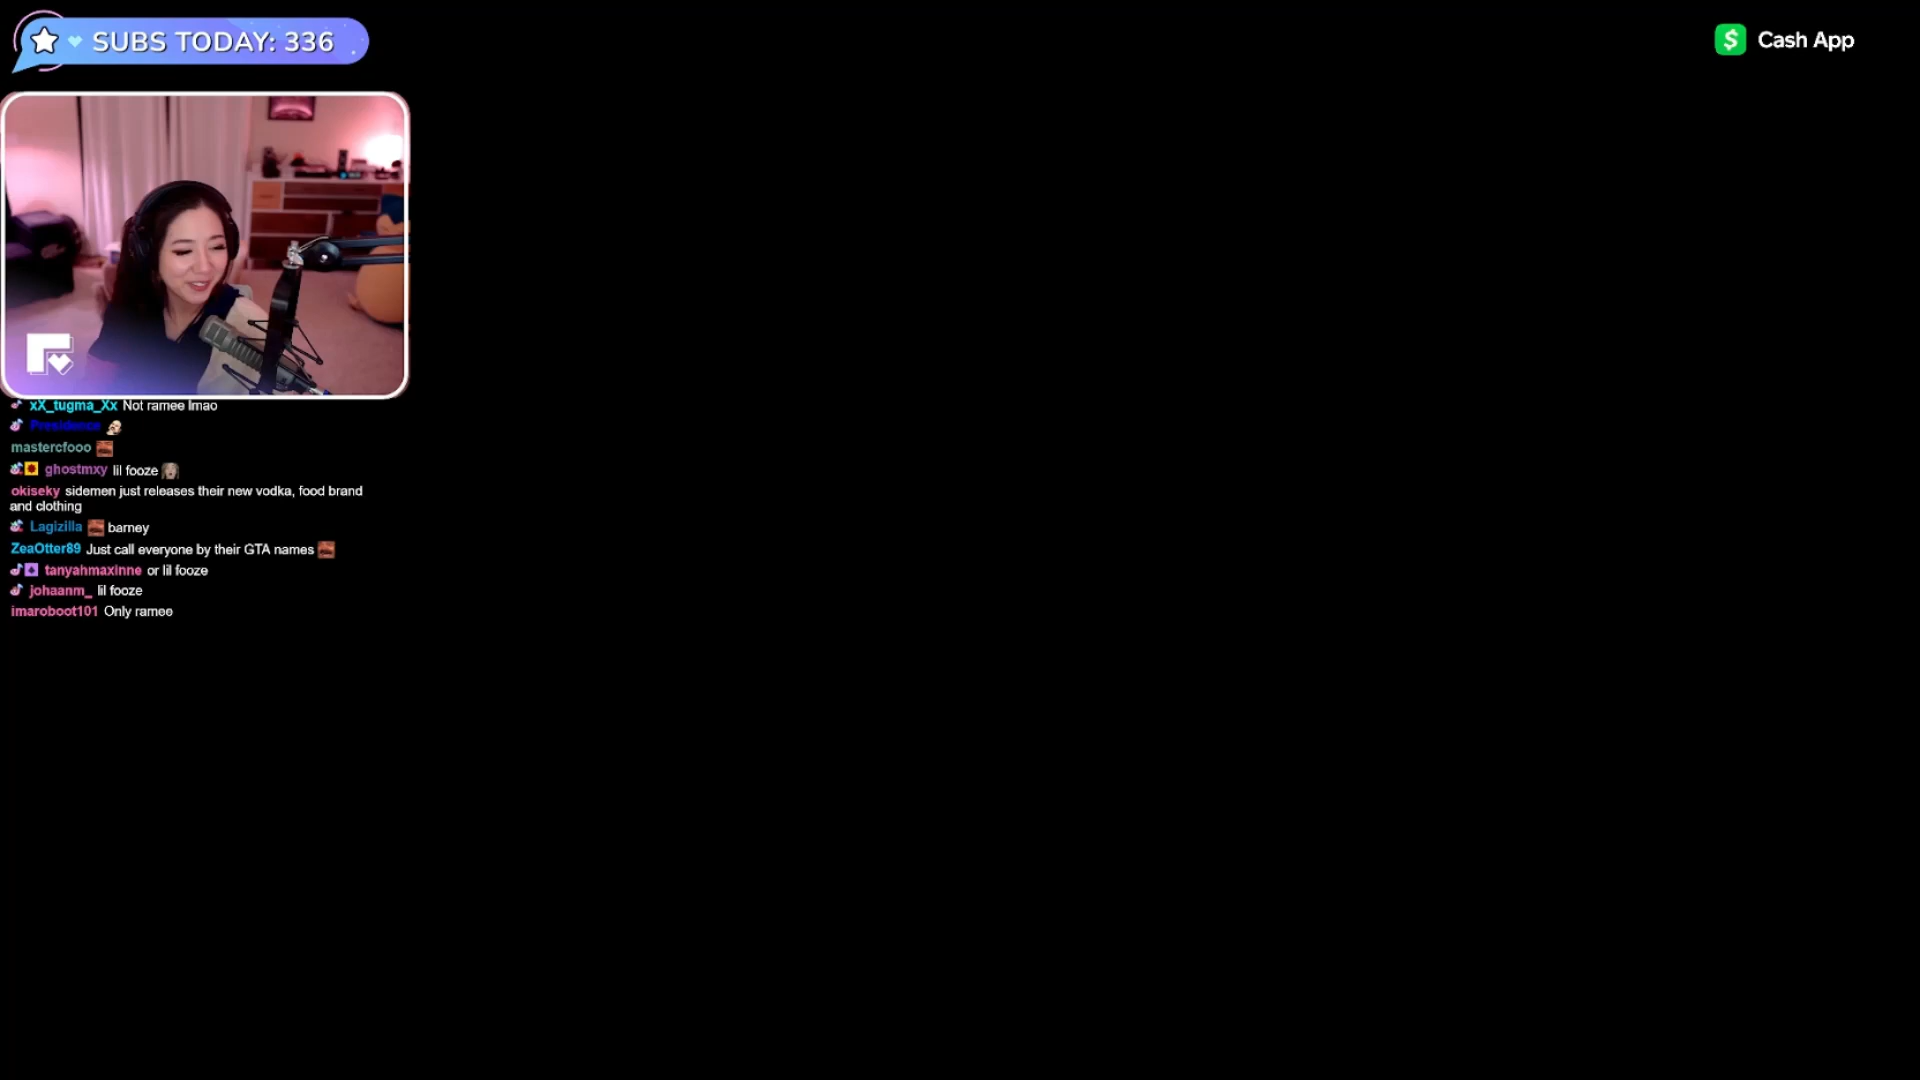 SUBS TODAY: 336
Cash App
xX_tugma_Xx Not ramee lmao
Presidence
mastercfooo
ghostmxy lil fooze
okiseky sidemen just releases their new vodka, food brand
and clothing
Lagizilla barney
ZeaOtter89 Just call everyone by their GTA names
tanyahmaxinne or lil fooze
johaanm_ lil fooze
imaroboot101 Only ramee